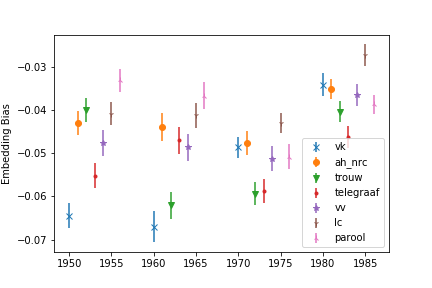 −0.03
−0.04
−0.05
−0.06
−0.07
Embedding Bias
1950 1955 1960 1965 1970 1975 1980 1985
vk
ah_nrc
trouw
telegraaf
vv
lc
parool